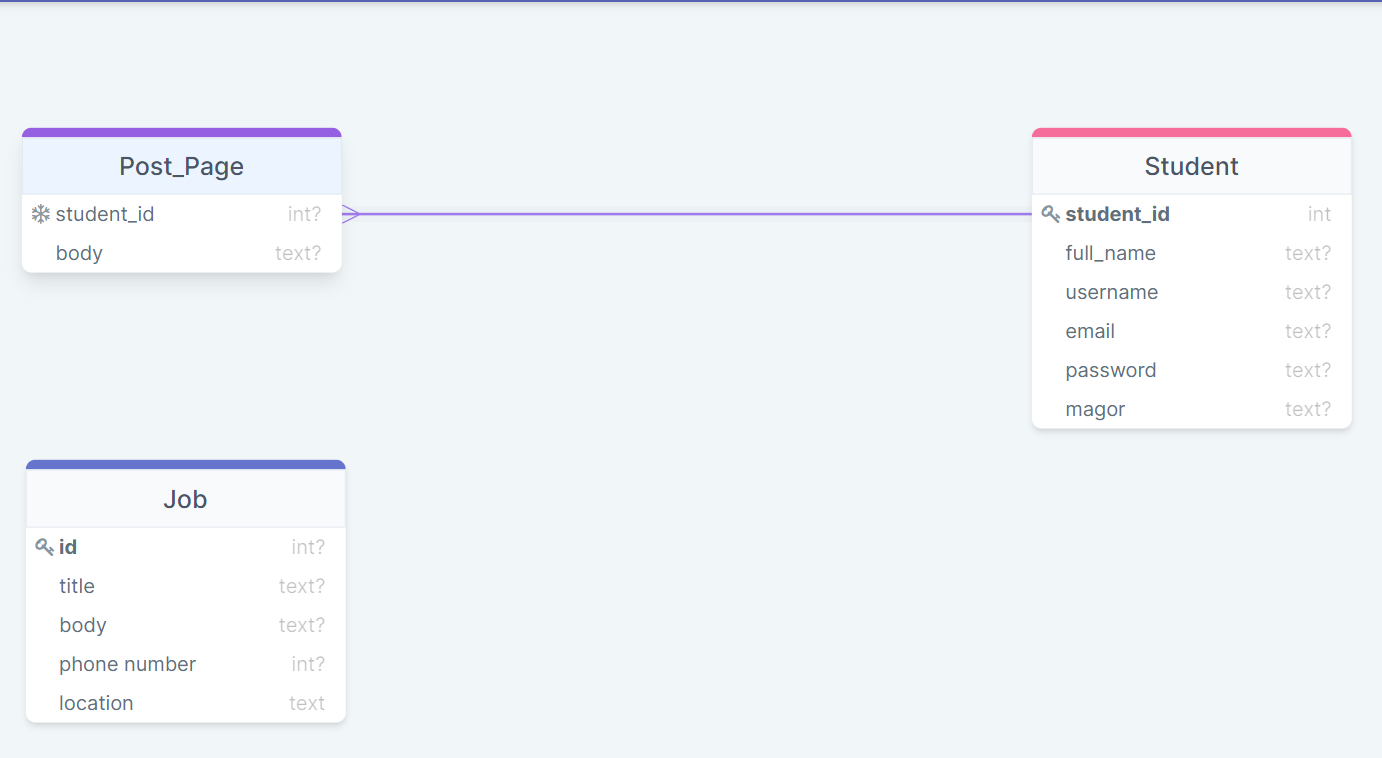 Post_Page
student_id int?
body text?
Student
student_id int
full_name text?
username text?
email text?
password text?
magor text?
Job
id int?
title text?
body text?
phone number int?
location text